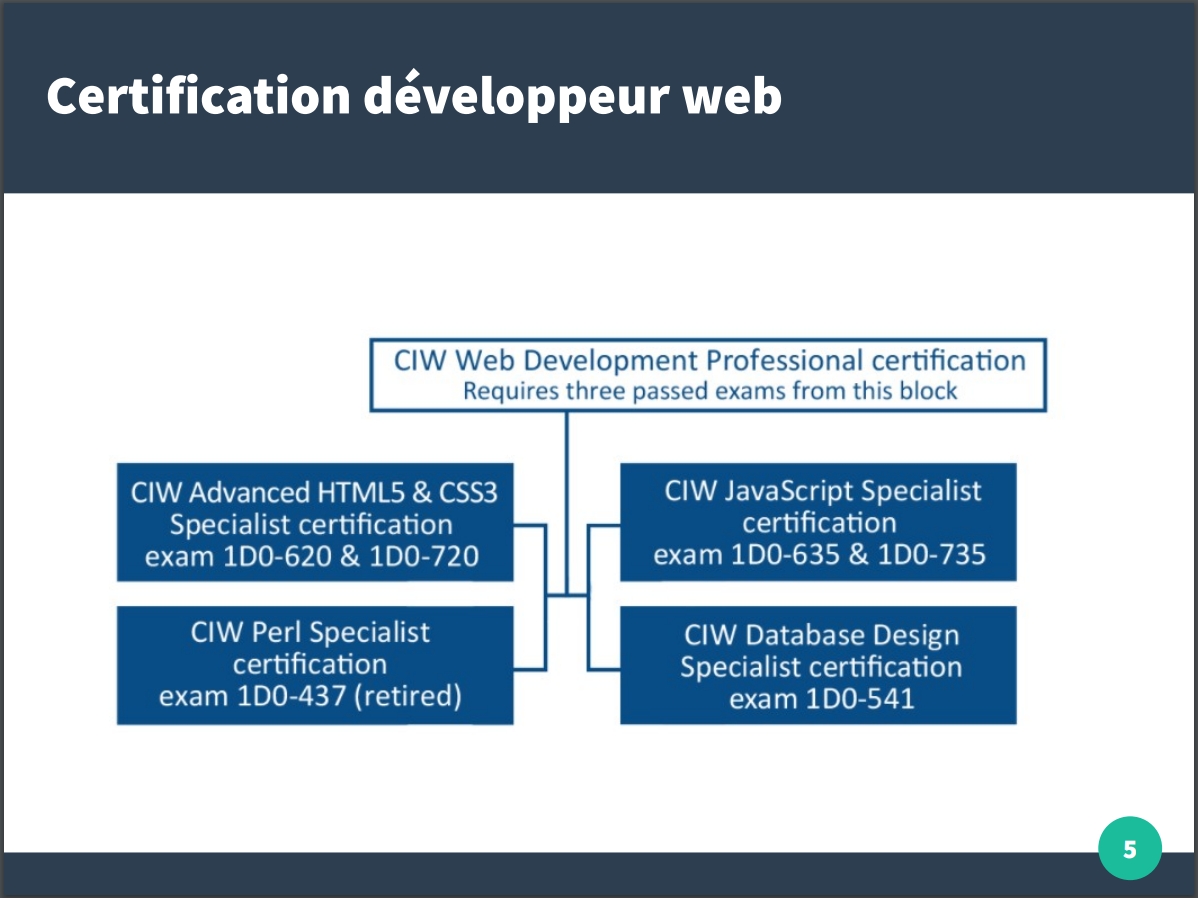 Certification développeur web
CIW Web Development Professional certification
Requires three passed exams from this block
CIW Advanced HTML5 & CSS3
Specialist certification
exam 1D0-620 & 1D0-720
CIW JavaScript Specialist
certification
exam 1D0-635 & 1D0-735
CIW Perl Specialist
certification
exam 1D0-437 (retired)
CIW Database Design
Specialist certification
exam 1D0-541
5